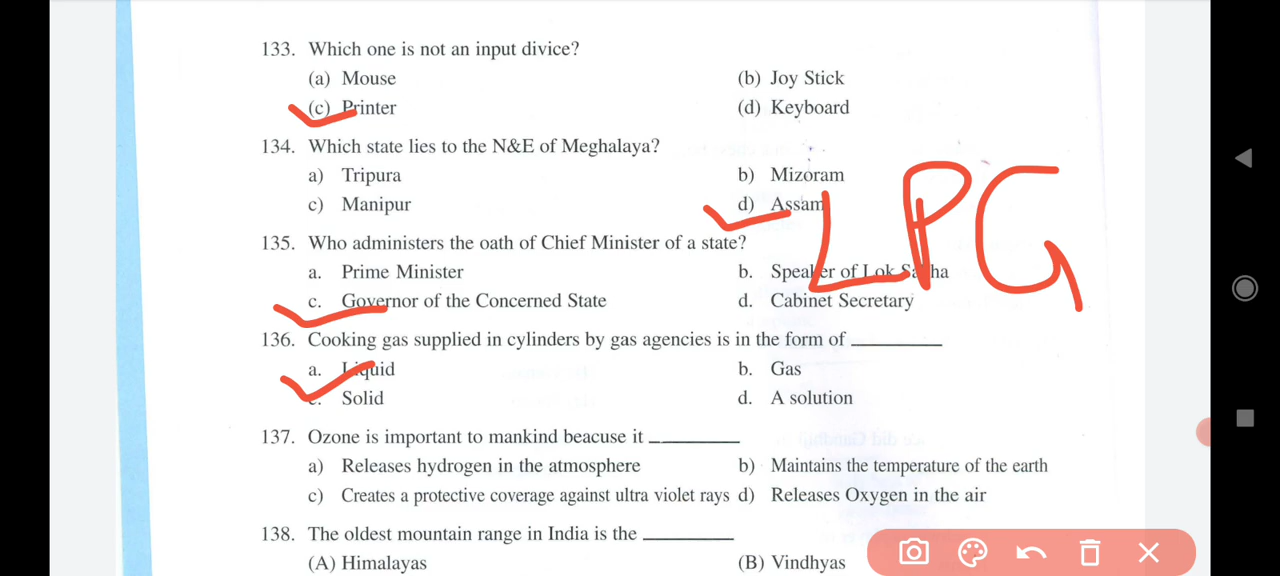 133. Which one is not an input divice?
(a) Mouse (b) Joy Stick
(c) Printer (d) Keyboard
134. Which state lies to the N&E of Meghalaya?
a) Tripura b) Mizoram
c) Manipur d) Assam
LPG
135. Who administers the oath of Chief Minister of a state?
a. Prime Minister b. Speaker of Lok Sabha
c. Governor of the Concerned State d. Cabinet Secretary
136. Cooking gas supplied in cylinders by gas agencies is in the form of ________
a. Liquid b. Gas
c. Solid d. A solution
137. Ozone is important to mankind beacuse it ________
a) Releases hydrogen in the atmosphere b) Maintains the temperature of the earth
c) Creates a protective coverage against ultra violet rays d) Releases Oxygen in the air
138. The oldest mountain range in India is the ________
(A) Himalayas (B) Vindhyas